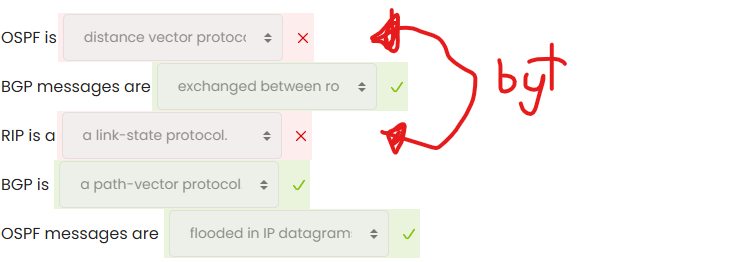 OSPF is distance vector protoc
BGP messages are exchanged between ro
RIP is a a link-state protocol.
BGP is a path-vector protocol
OSPF messages are flooded in IP datagram
byt